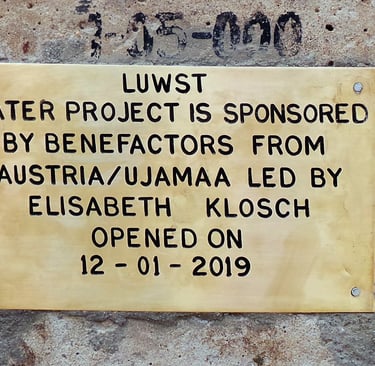 LUWST
ATER PROJECT IS SPONSORED
BY BENEFACTORS FROM
AUSTRIA/UJAMAA LED BY
ELISABETH KLOSCH
OPENED ON
12-01-2019